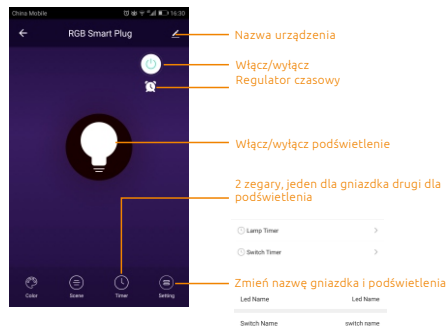 China Mobile 16:30
RGB Smart Plug
Nazwa urządzenia
Włącz/wyłącz
Regulator czasowy
Włącz/wyłącz podświetlenie
2 zegary, jeden dla gniazdka drugi dla
podświetlenia
Lamp Timer
Switch Timer
Color Scene Timer Setting
Zmień nazwę gniazdka i podświetlenia
Led Name Led Name
Switch Name switch name